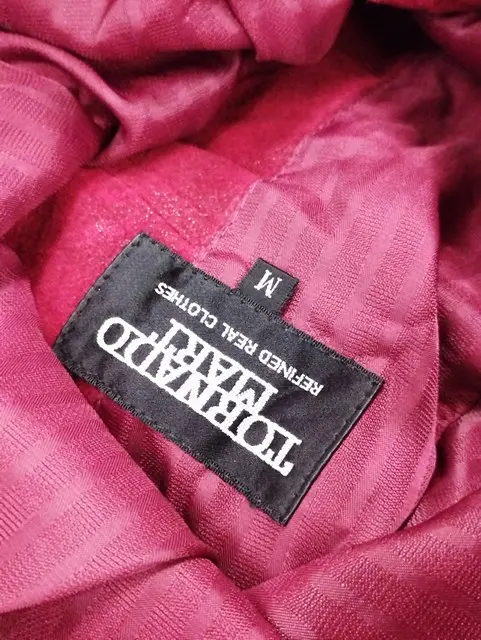 TORNADO
MART
REFINED REAL CLOTHES
M